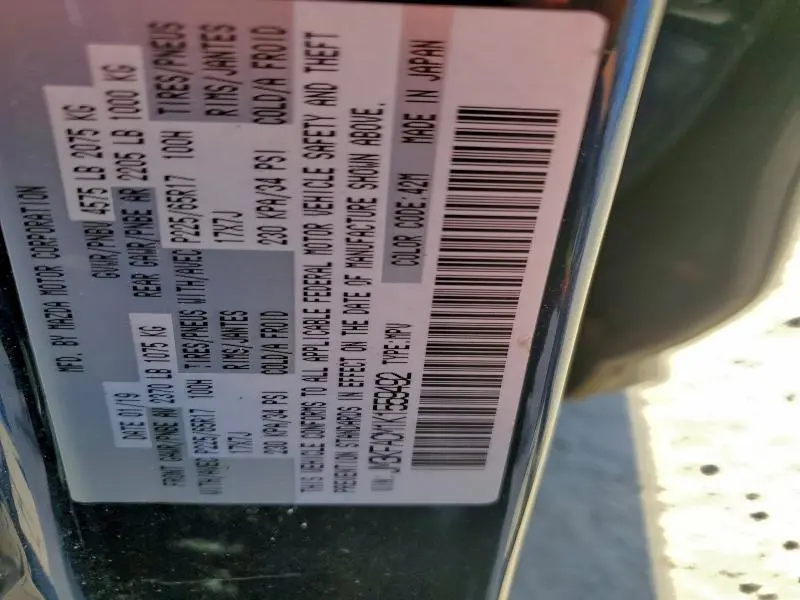 MFD. BY MAZDA MOTOR CORPORATION
DATE 01/19 GVWR/PNBV 4575 LB 2075 KG
FRONT GAWR/PNBE AV 2370 LB 1075 KG REAR GAWR/PNBE AR 2205 LB 1000 KG
WITH/AVEC P225/65R17 100H TIRES/PNEUS WITH/AVEC P225/65R17 100H TIRES/PNEUS
17X7J RIMS/JANTES 17X7J RIMS/JANTES
230 KPA/34 PSI COLD/A FROID 230 KPA/34 PSI COLD/A FROID
THIS VEHICLE CONFORMS TO ALL APPLICABLE FEDERAL MOTOR VEHICLE SAFETY AND THEFT
PREVENTION STANDARDS IN EFFECT ON THE DATE OF MANUFACTURE SHOWN ABOVE.
VIN: TYPE:MPV COLOR CODE:42M MADE IN JAPAN